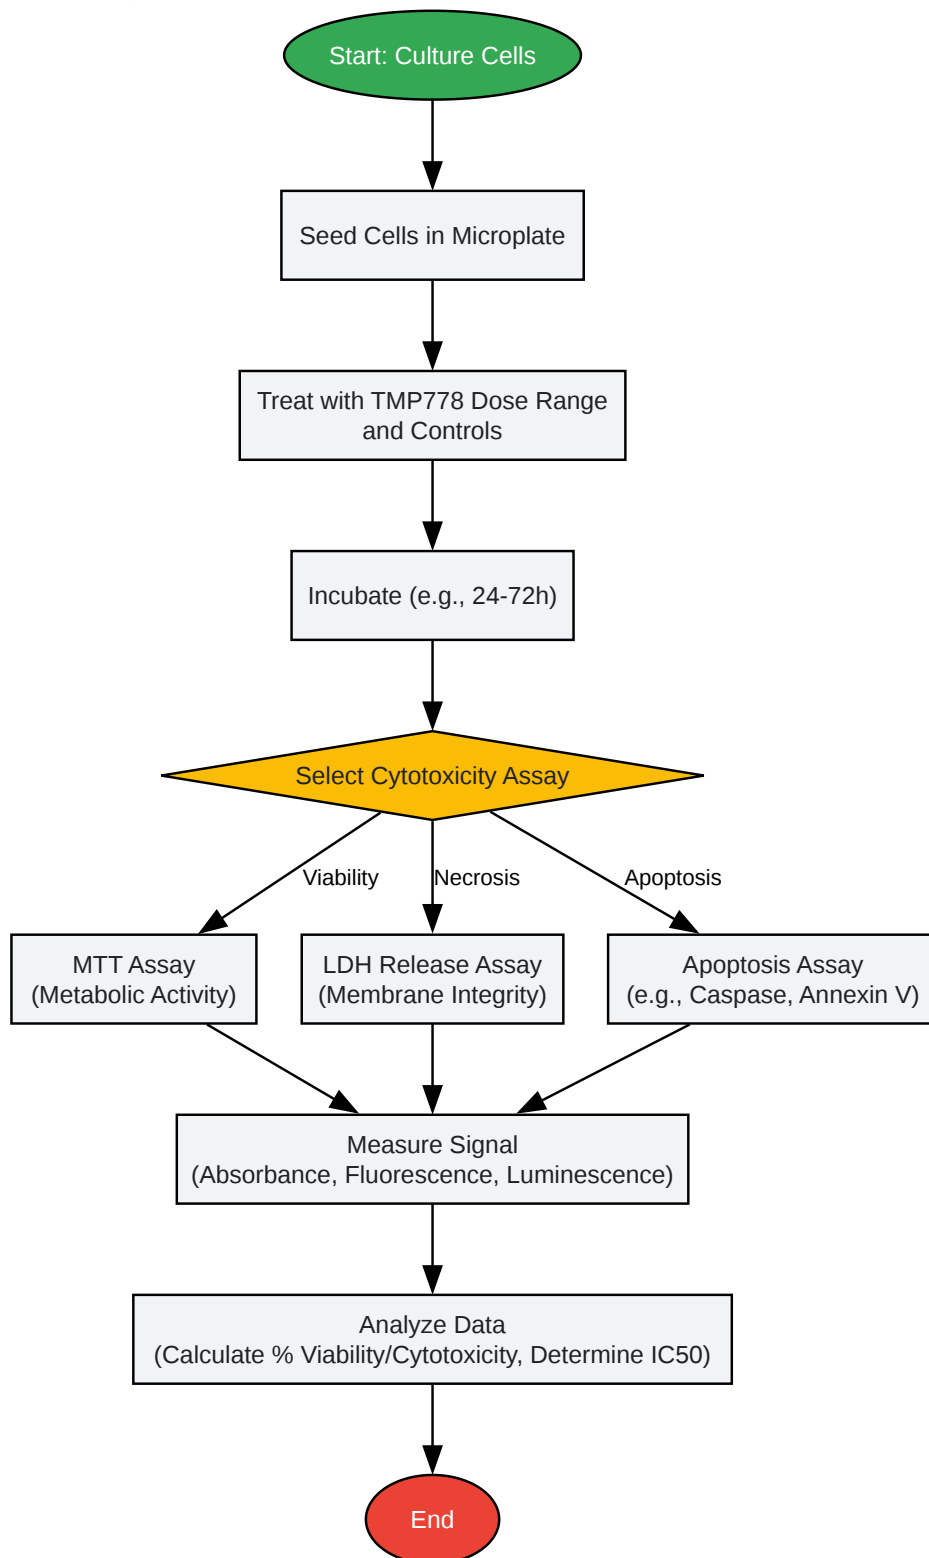 Start: Culture Cells
Seed Cells in Microplate
Treat with TMP778 Dose Range
and Controls
Incubate (e.g., 24-72h)
Select Cytotoxicity Assay
Viability
Necrosis
Apoptosis
MTT Assay
(Metabolic Activity)
LDH Release Assay
(Membrane Integrity)
Apoptosis Assay
(e.g., Caspase, Annexin V)
Measure Signal
(Absorbance, Fluorescence, Luminescence)
Analyze Data
(Calculate % Viability/Cytotoxicity, Determine IC50)
End